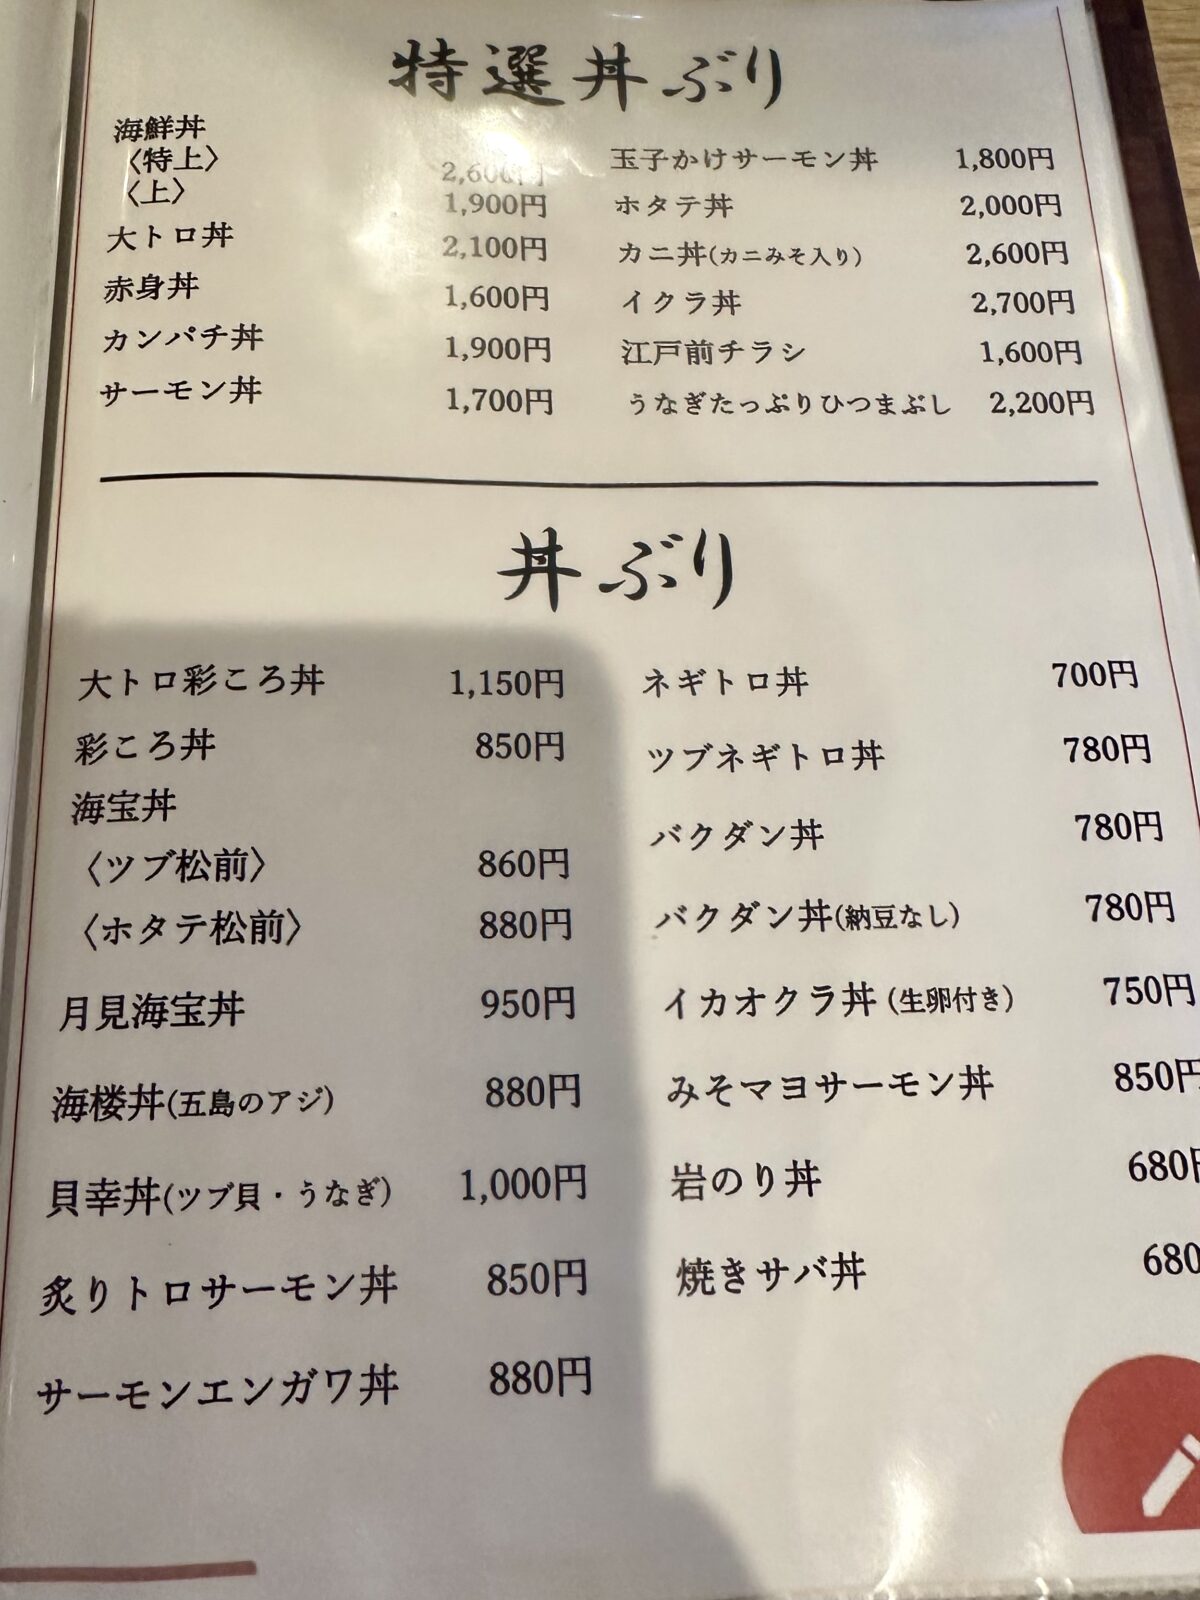 特選丼ぶり
海鮮丼
〈特上〉 2,600円
〈上〉 1,900円
大トロ丼 2,100円
赤身丼 1,600円
カンパチ丼 1,900円
サーモン丼 1,700円
玉子かけサーモン丼 1,800円
ホタテ丼 2,000円
カニ丼(カニみそ入り) 2,600円
イクラ丼 2,700円
江戸前チラシ 1,600円
うなぎたっぷりひつまぶし 2,200円
丼ぶり
大トロ彩ころ丼 1,150円
彩ころ丼 850円
海宝丼
〈ツブ松前〉 860円
〈ホタテ松前〉 880円
月見海宝丼 950円
海楼丼(五島のアジ) 880円
貝幸丼(ツブ貝・うなぎ) 1,000円
炙りトロサーモン丼 850円
サーモンエンガワ丼 880円
ネギトロ丼 700円
ツブネギトロ丼 780円
バクダン丼 780円
バクダン丼(納豆なし) 780円
イカオクラ丼(生卵付き) 750円
みそマヨサーモン丼 850円
岩のり丼 680円
焼きサバ丼 680